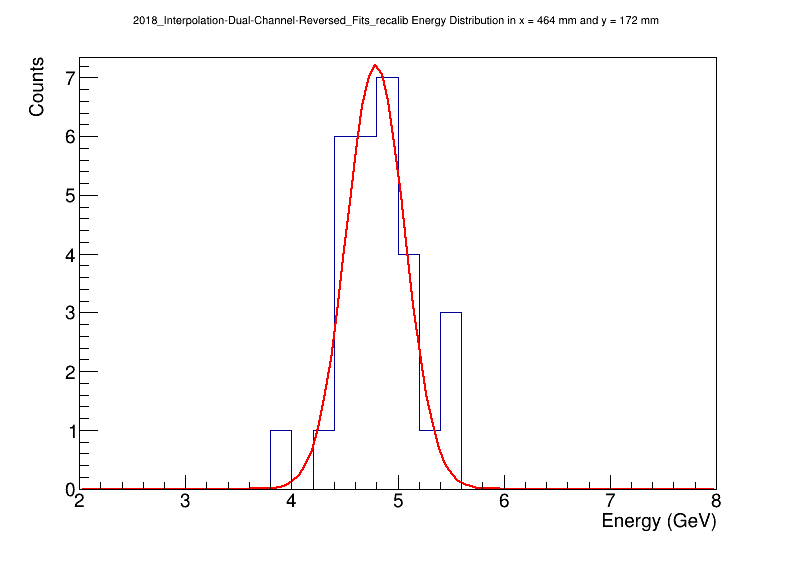 2018_Interpolation-Dual-Channel-Reversed_Fits_recalib Energy Distribution in x = 464 mm and y = 172 mm
Counts
7
6
5
4
3
2
1
0
2 3 4 5 6 7 8
Energy (GeV)